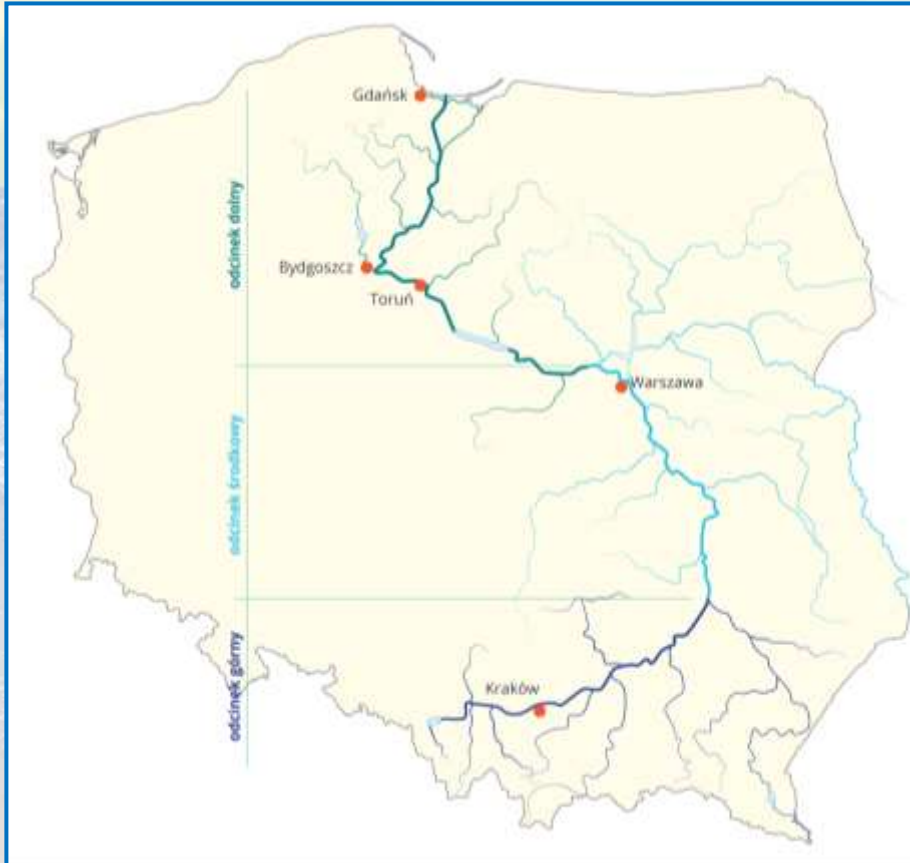 Gdańsk
odcinek dolny
Bydgoszcz
Toruń
Warszawa
odcinek środkowy
odcinek górny
Kraków